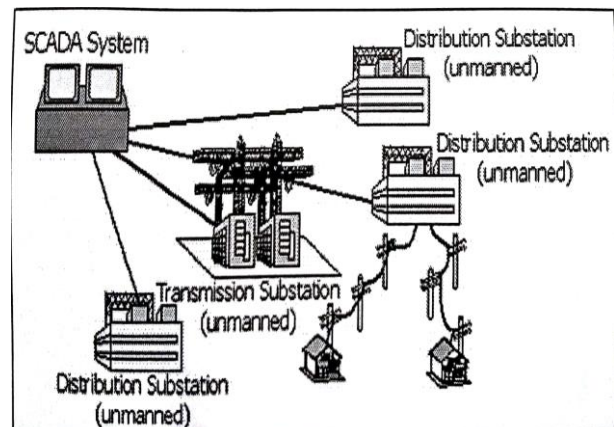 SCADA System
Distribution Substation
(unmanned)
Distribution Substation
(unmanned)
Transmission Substation
(unmanned)
Distribution Substation
(unmanned)